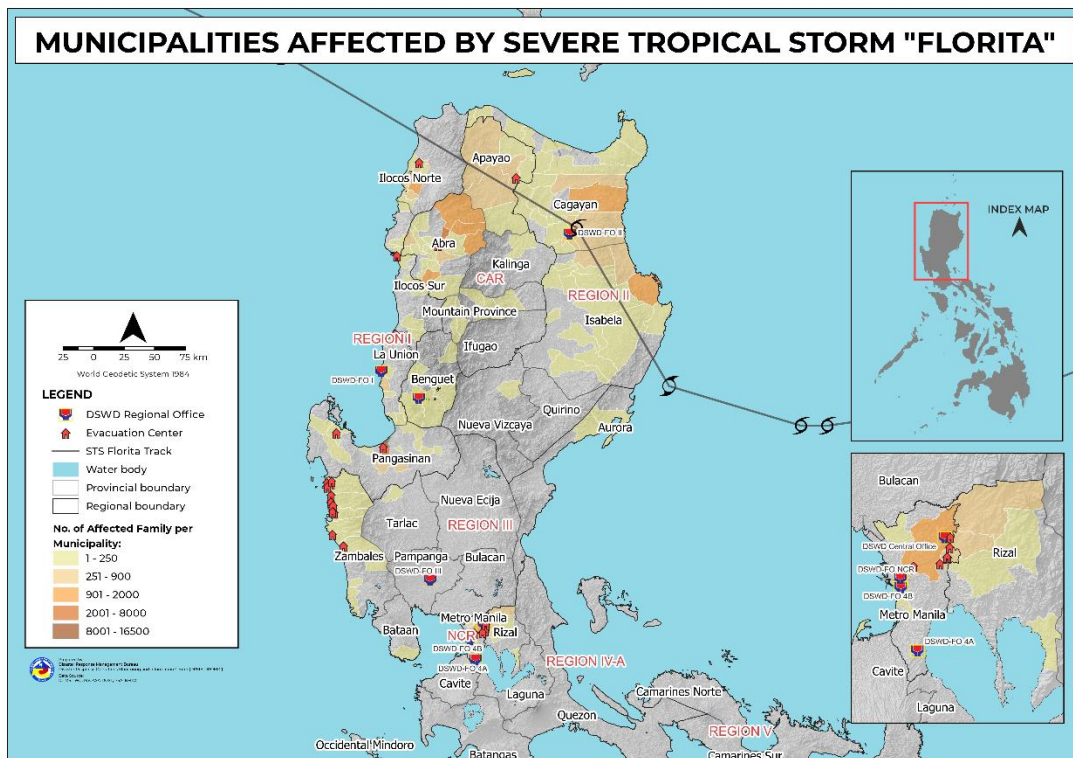 MUNICIPALITIES AFFECTED BY SEVERE TROPICAL STORM "FLORITA"
Apayao
Ilocos Norte
Cagayan
DSWD-FO II
Abra
Kalinga
CAR
Ilocos Sur
REGION II
Mountain Province
Isabela
REGION I
Ifugao
La Union
DSWD-FO I
Benguet
Quirino
Nueva Vizcaya
Aurora
Pangasinan
Nueva Ecija
Tarlac
REGION III
Zambales
Pampanga
Bulacan
DSWD-FO III
Metro Manila
Bataan
NCR
Rizal
DSWD-FO 4B
DSWD-FO 4A
REGION IV-A
Cavite
Laguna
Camarines Norte
Quezon
REGION V
Occidental Mindoro
Batangas
Camarines Sur
25 0 25 50 75 km
World Geodetic System 1984
LEGEND
DSWD Regional Office
Evacuation Center
STS Florita Track
Water body
Provincial boundary
Regional boundary
No. of Affected Family per
Municipality:
1 - 250
251 - 900
901 - 2000
2001 - 8000
8001 - 16500
Disaster Response Management Bureau
INDEX MAP
Bulacan
DSWD Central Office
Rizal
DSWD-FO NCR
DSWD-FO 4B
Metro Manila
DSWD-FO 4A
Cavite
Laguna